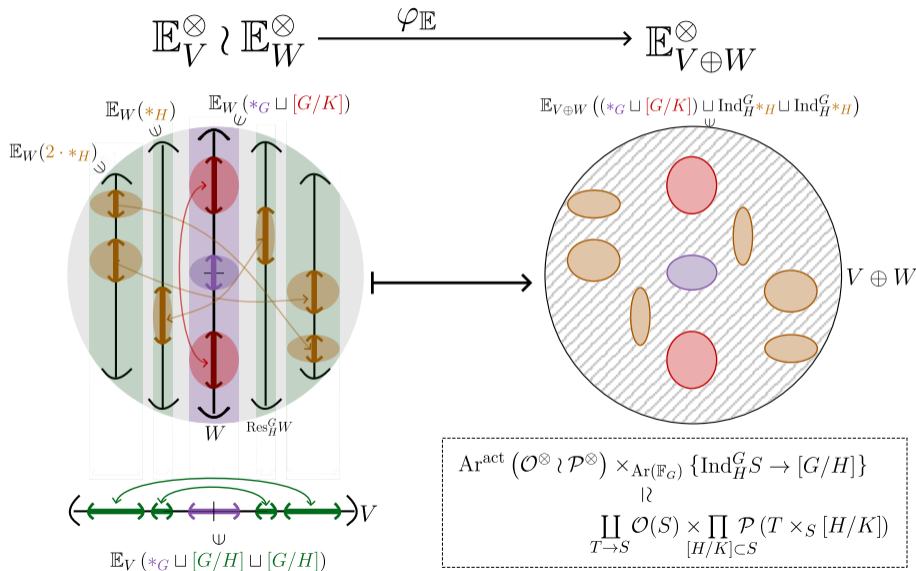 𝔼_V^⊗ ≀ 𝔼_W^⊗ φ_𝔼 𝔼_{V⊕W}^⊗
𝔼_W(*_H) 𝔼_W(*_G ⊔ [G/K]) 𝔼_{V⊕W}((*_G ⊔ [G/K]) ⊔ Ind_H^G *_H ⊔ Ind_H^G *_H)
∈ ∈ ∈
𝔼_W(2 · *_H)
∈
V ⊕ W
W Res_H^G W
Ar^act (𝒪^⊗ ≀ 𝒫^⊗) ×_{Ar(𝔽_G)} {Ind_H^G S → [G/H]}
≀|
∐_{T→S} 𝒪(S) × ∏_{[H/K]⊂S} 𝒫(T ×_S [H/K])
V
∈
𝔼_V(*_G ⊔ [G/H] ⊔ [G/H])